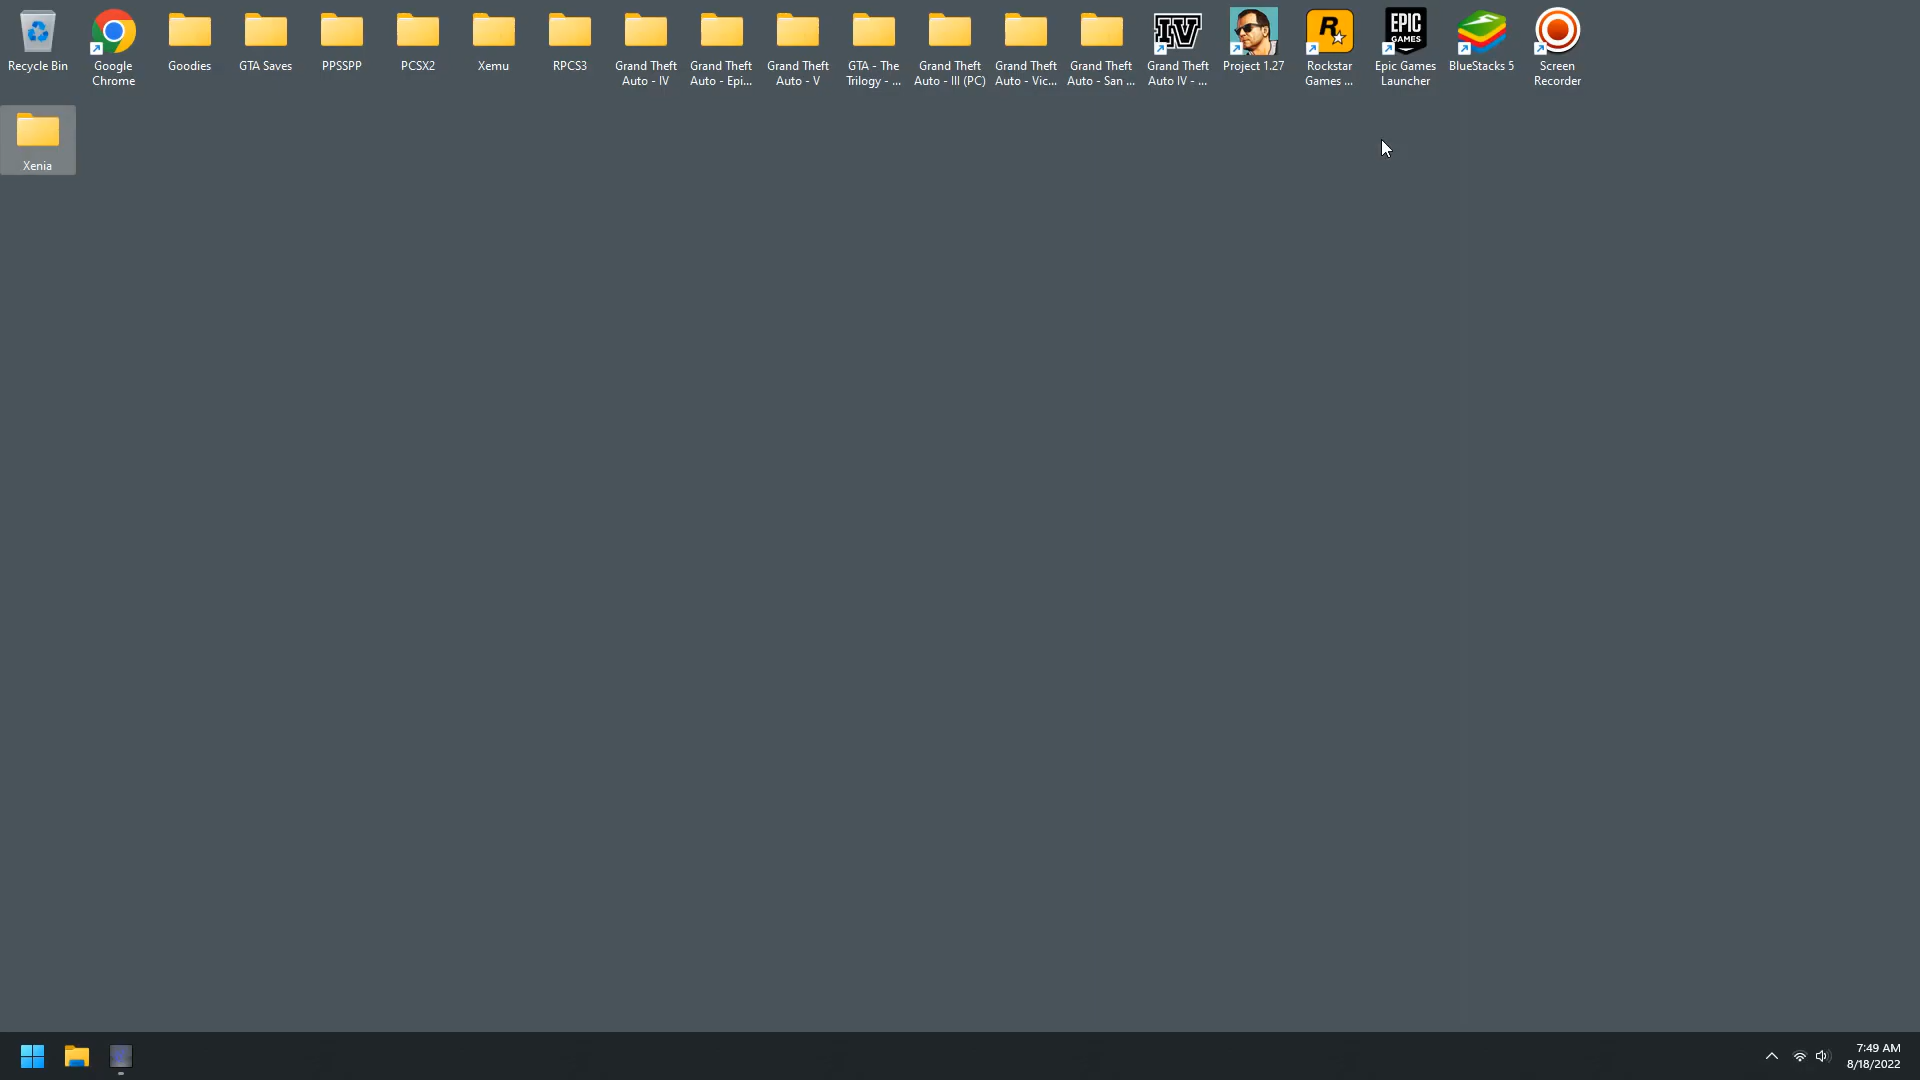 Recycle Bin
Google
Chrome
Goodies
GTA Saves
PPSSPP
PCSX2
Xemu
RPCS3
Grand Theft
Auto - IV
Grand Theft
Auto - Epi...
Grand Theft
Auto - V
GTA - The
Trilogy - ...
Grand Theft
Auto - III (PC)
Grand Theft
Auto - Vic...
Grand Theft
Auto - San ...
IV
Grand Theft
Auto IV - ...
Project 1.27
R
Rockstar
Games ...
EPIC
GAMES
Epic Games
Launcher
BlueStacks 5
Screen
Recorder
Xenia
7:49 AM
8/18/2022